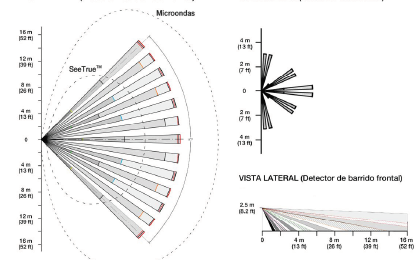 Microondas
SeeTrue™
16 m
(52 ft)
12 m
(39 ft)
8 m
(26 ft)
4 m
(13 ft)
0
4 m
(13 ft)
8 m
(26 ft)
12 m
(39 ft)
16 m
(52 ft)
4 m
(13 ft)
2 m
(7 ft)
0
2 m
(7 ft)
4 m
(13 ft)
VISTA LATERAL (Detector de barrido frontal)
2.5 m
(8.2 ft)
0 4 m 8 m 12 m 16 m
(13 ft) (26 ft) (39 ft) (52 ft)